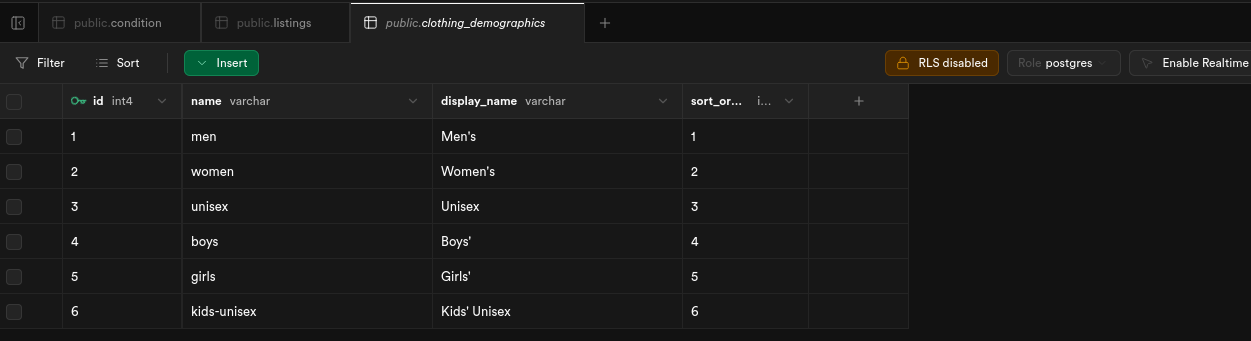 public.condition public.listings public.clothing_demographics
Filter Sort Insert RLS disabled Role postgres Enable Realtime
id int4 name varchar display_name varchar sort_or... i...
1 men Men's 1
2 women Women's 2
3 unisex Unisex 3
4 boys Boys' 4
5 girls Girls' 5
6 kids-unisex Kids' Unisex 6